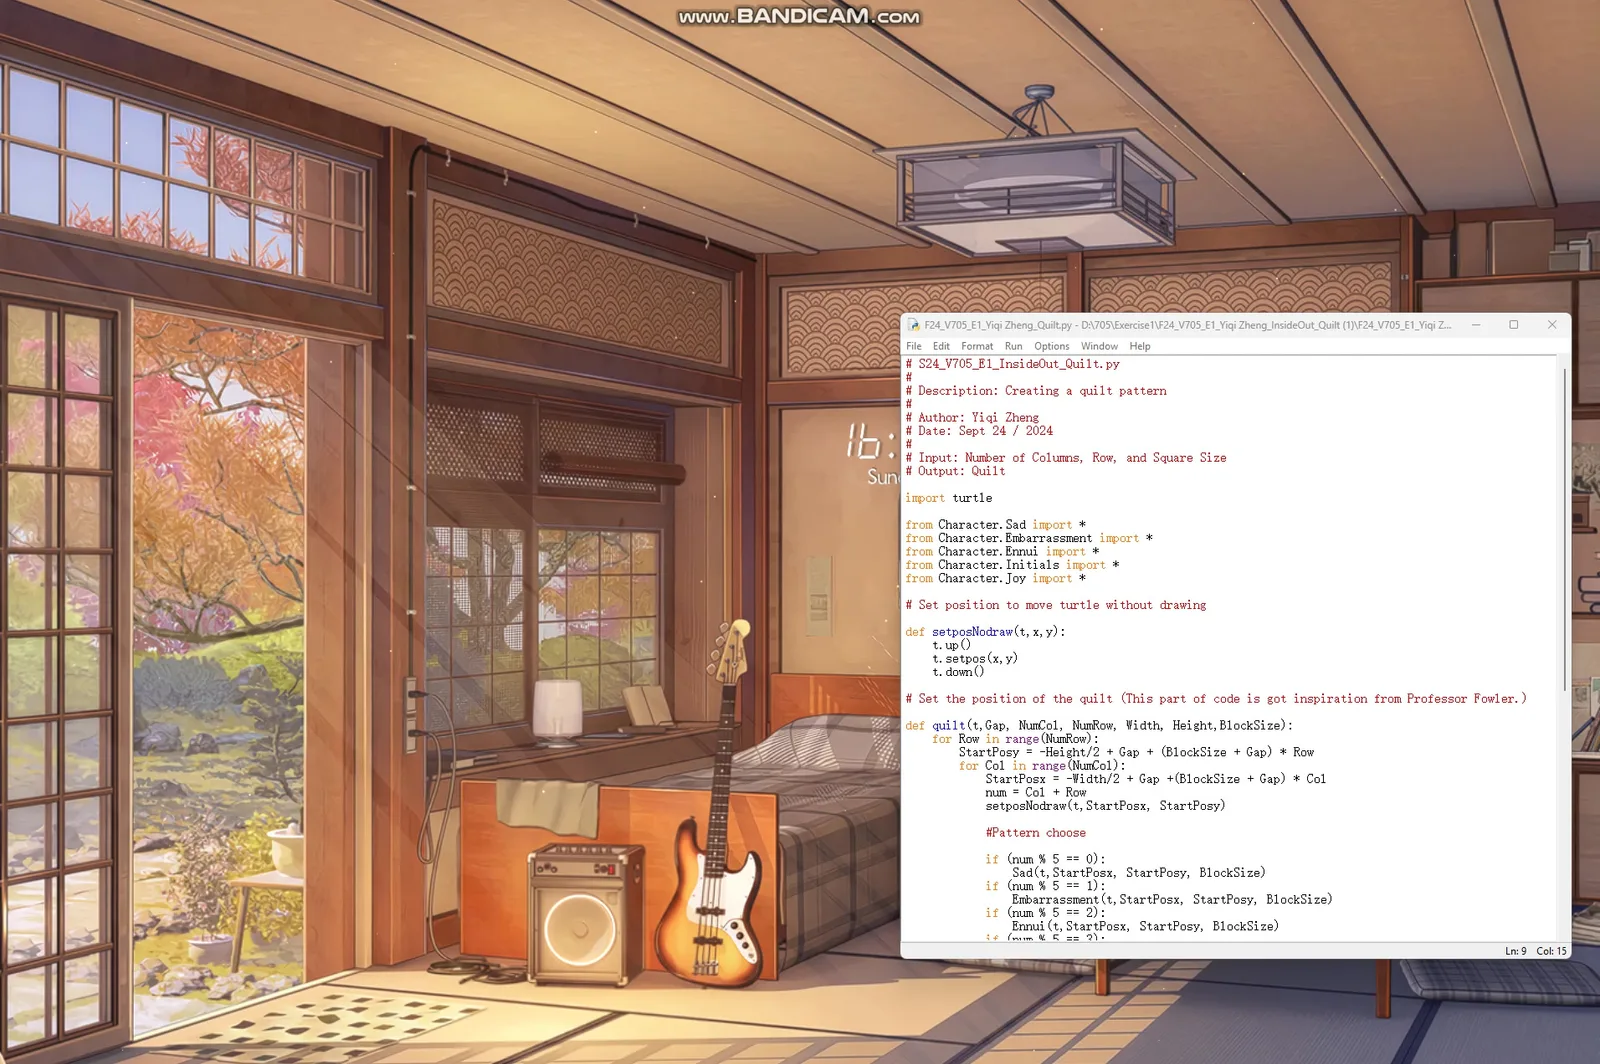 www.BANDICAM.com
16:
Sun
F24_V705_E1_Yiqi Zheng_Quilt.py - D:\705\Exercise1\F24_V705_E1_Yiqi Zheng_InsideOut_Quilt (1)\F24_V705_E1_Yiqi Z...
File Edit Format Run Options Window Help
# S24_V705_E1_InsideOut_Quilt.py
#
# Description: Creating a quilt pattern
#
# Author: Yiqi Zheng
# Date: Sept 24 / 2024
#
# Input: Number of Columns, Row, and Square Size
# Output: Quilt
import turtle
from Character.Sad import *
from Character.Embarrassment import *
from Character.Ennui import *
from Character.Initials import *
from Character.Joy import *
# Set position to move turtle without drawing
def setposNodraw(t,x,y):
t.up()
t.setpos(x,y)
t.down()
# Set the position of the quilt (This part of code is got inspiration from Professor Fowler.)
def quilt(t,Gap, NumCol, NumRow, Width, Height,BlockSize):
for Row in range(NumRow):
StartPosy = -Height/2 + Gap + (BlockSize + Gap) * Row
for Col in range(NumCol):
StartPosx = -Width/2 + Gap +(BlockSize + Gap) * Col
num = Col + Row
setposNodraw(t,StartPosx, StartPosy)
#Pattern choose
if (num % 5 == 0):
Sad(t,StartPosx, StartPosy, BlockSize)
if (num % 5 == 1):
Embarrassment(t,StartPosx, StartPosy, BlockSize)
if (num % 5 == 2):
Ennui(t,StartPosx, StartPosy, BlockSize)
if (num % 5 == 3):
Ln: 9 Col: 15